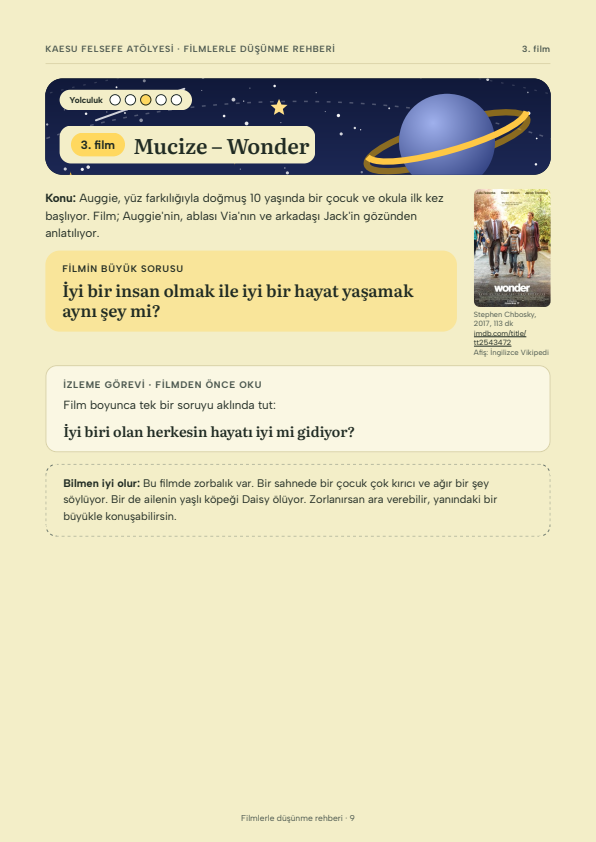 KAESU FELSEFE ATÖLYESİ · FİLMLERLE DÜŞÜNME REHBERİ
3. film
Yolculuk
3. film
Mucize – Wonder
Konu: Auggie, yüz farkılığıyla doğmuş 10 yaşında bir çocuk ve okula ilk kez
başlıyor. Film; Auggie'nin, ablası Via'nın ve arkadaşı Jack'in gözünden
anlatılıyor.
FİLMİN BÜYÜK SORUSU
İyi bir insan olmak ile iyi bir hayat yaşamak
aynı şey mi?
wonder
Stephen Chbosky,
2017, 113 dk
imdb.com/title/
tt2543472
Afiş: İngilizce Vikipedi
İZLEME GÖREVİ · FİLMDEN ÖNCE OKU
Film boyunca tek bir soruyu aklında tut:
İyi biri olan herkesin hayatı iyi mi gidiyor?
Bilmen iyi olur: Bu filmde zorbalık var. Bir sahnede bir çocuk çok kırıcı ve ağır bir şey
söylüyor. Bir de ailenin yaşlı köpeği Daisy ölüyor. Zorlanırsan ara verebilir, yanındaki bir
büyükle konuşabilirsin.
Filmlerle düşünme rehberi · 9